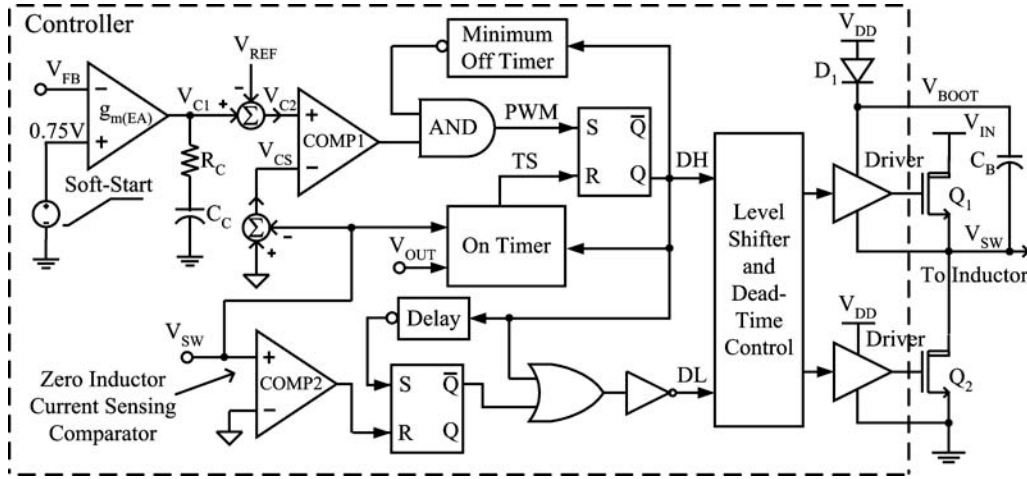 Controller
V_FB
g_m(EA)
0.75V
Soft-Start
V_C1
R_C
C_C
V_REF
Σ
V_C2
COMP1
V_CS
Σ
Minimum
Off Timer
AND
PWM
S
Q̅
R
Q
TS
On Timer
V_OUT
DH
Level
Shifter
and
Dead-
Time
Control
V_DD
D_1
V_BOOT
V_IN
Driver
C_B
Q_1
V_SW
To Inductor
V_SW
Zero Inductor
Current Sensing
Comparator
COMP2
Delay
S
Q̅
R
Q
DL
V_DD
Driver
Q_2